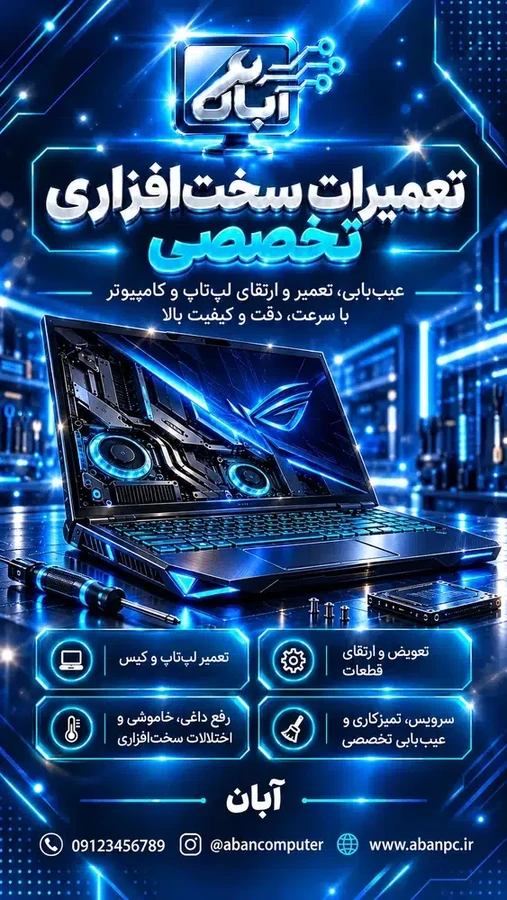 آبان
تعمیرات سخت‌افزاری
تخصصی
عیب‌یابی، تعمیر و ارتقای لپ‌تاپ و کامپیوتر
با سرعت، دقت و کیفیت بالا
تعویض و ارتقای
قطعات
تعمیر لپ‌تاپ و کیس
سرویس، تمیزکاری و
عیب‌یابی تخصصی
رفع داغی، خاموشی و
اختلالات سخت‌افزاری
آبان
09123456789 @abancomputer www.abanpc.ir